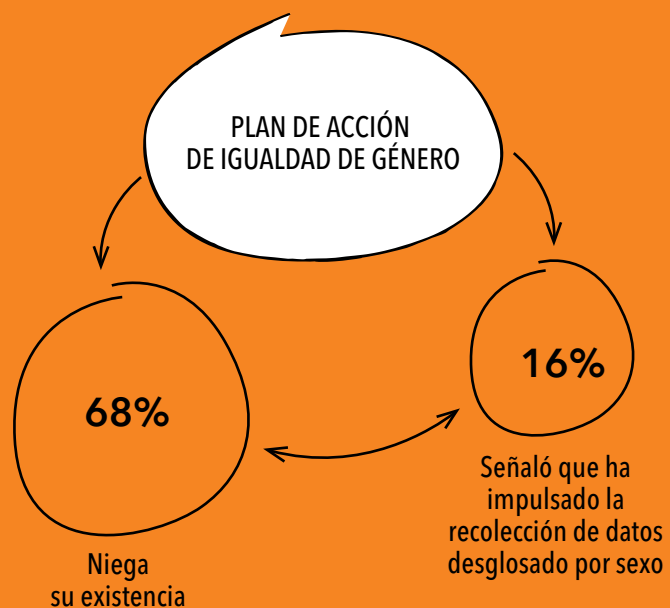 PLAN DE ACCIÓN
DE IGUALDAD DE GÉNERO
68%
Niega
su existencia
16%
Señaló que ha
impulsado la
recolección de datos
desglosado por sexo